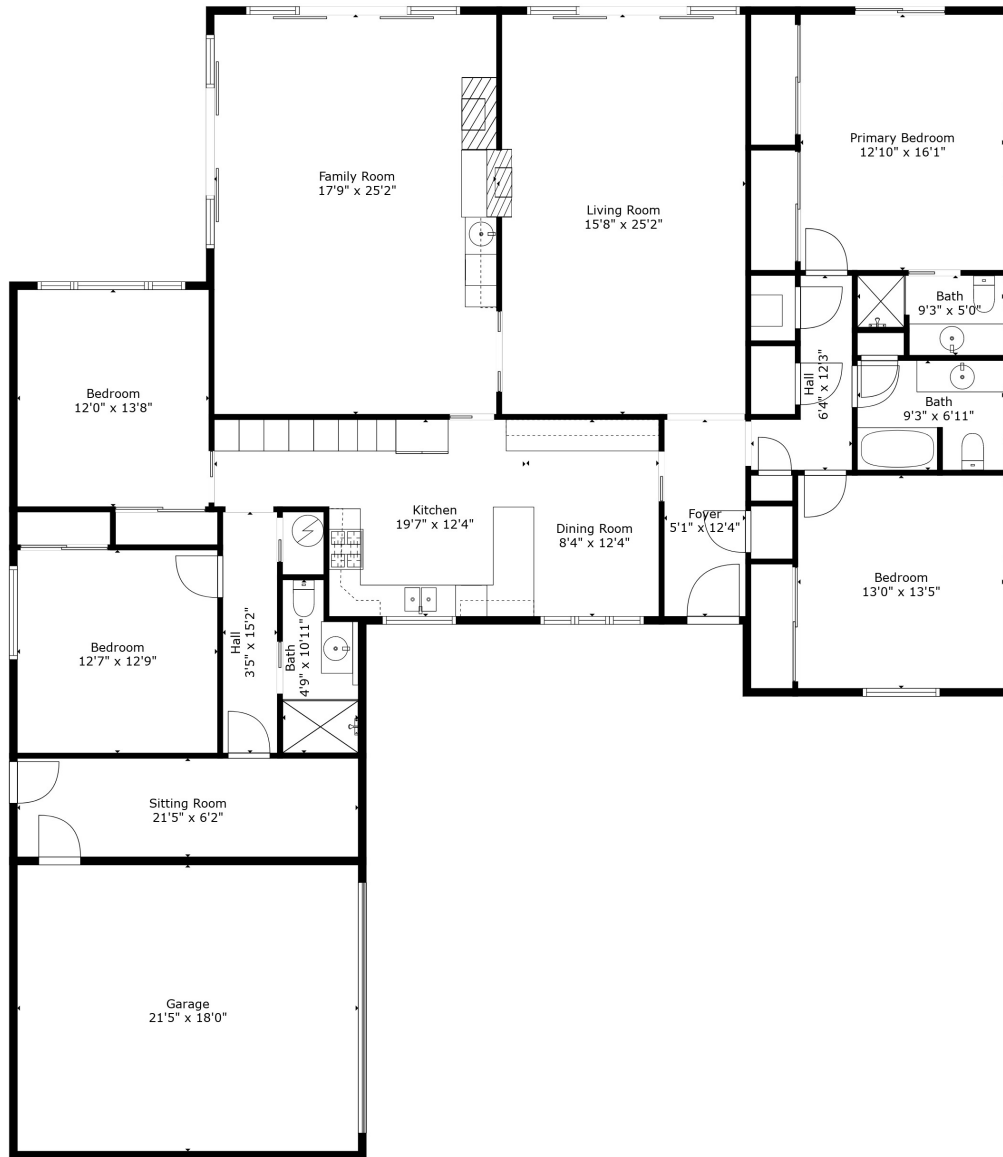 Family Room
17'9" x 25'2"
Living Room
15'8" x 25'2"
Primary Bedroom
12'10" x 16'1"
Bath
9'3" x 5'0"
Hall
6'4" x 12'3"
Bath
9'3" x 6'11"
Bedroom
12'0" x 13'8"
Kitchen
19'7" x 12'4"
Dining Room
8'4" x 12'4"
Foyer
5'1" x 12'4"
Bedroom
13'0" x 13'5"
Bedroom
12'7" x 12'9"
Hall
3'5" x 15'2"
Bath
4'9" x 10'11"
Sitting Room
21'5" x 6'2"
Garage
21'5" x 18'0"